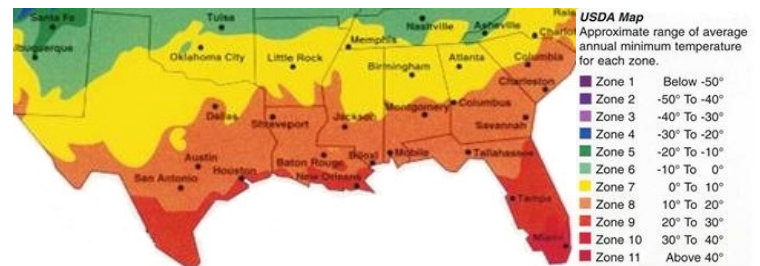 Santa Fe
Tulsa
Nashville
Asheville
Albuquerque
Memphis
Oklahoma City
Little Rock
Birmingham
Atlanta
Columbia
Charleston
Dallas
Shreveport
Jackson
Montgomery
Columbus
Savannah
Austin
Houston
Baton Rouge
Biloxi
Mobile
Tallahassee
San Antonio
New Orleans
Tampa
Miami
USDA Map
Approximate range of average
annual minimum temperature
for each zone.
Zone 1 Below -50°
Zone 2 -50° To -40°
Zone 3 -40° To -30°
Zone 4 -30° To -20°
Zone 5 -20° To -10°
Zone 6 -10° To 0°
Zone 7 0° To 10°
Zone 8 10° To 20°
Zone 9 20° To 30°
Zone 10 30° To 40°
Zone 11 Above 40°